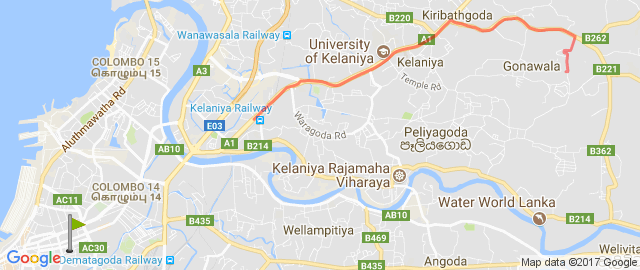 Kiribathgoda
B220
Wanawasala Railway
B262
University
of Kelaniya
A1
COLOMBO 15
கொழும்பு 15
A3
Kelaniya
Gonawala
B221
Temple Rd
Aluthmawatha Rd
Kelaniya Railway
E03
Waragoda Rd
Peliyagoda
පෑලියගොඩ
A1
B214
AB10
B362
Kelaniya Rajamaha
Viharaya
COLOMBO 14
கொழும்பு 14
AC11
Water World Lanka
AB10
B435
B214
Wellampitiya
B469
AC30
Welivita
Google
Dematagoda Railway
B435
Angoda
Map data ©2017 Google